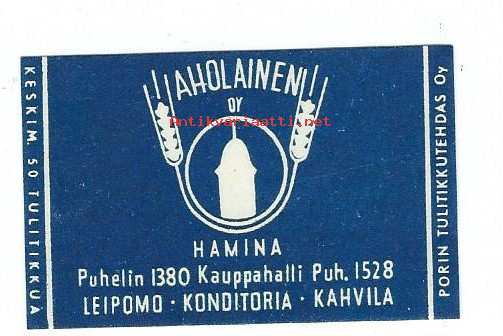 AHOLAINEN
OY
Antikvariaatti.net
HAMINA
Puhelin 1380 Kauppahalli Puh. 1528
LEIPOMO · KONDITORIA · KAHVILA
KESKIM. 50 TULITIKKUA
PORIN TULITIKKUTEHDAS Oy